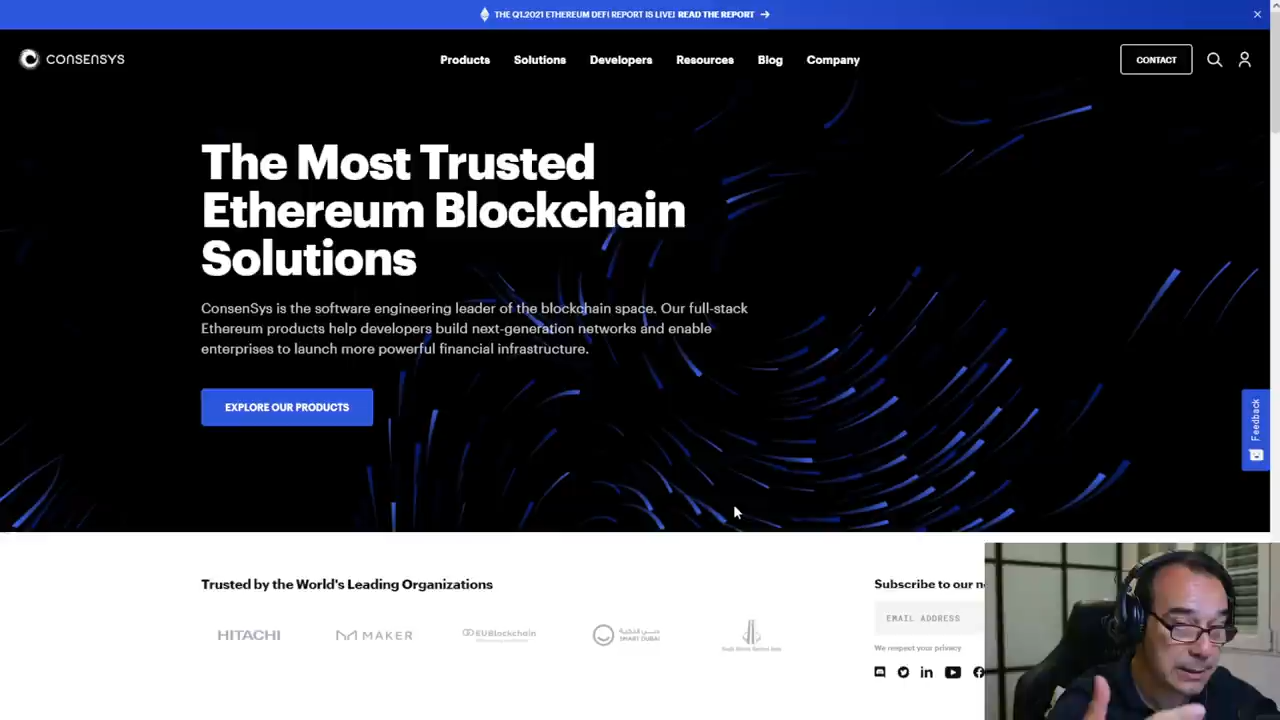 THE Q1 2021 ETHEREUM DEFI REPORT IS LIVE! READ THE REPORT
CONSENSYS
Products
Solutions
Developers
Resources
Blog
Company
CONTACT
The Most Trusted
Ethereum Blockchain
Solutions
ConsenSys is the software engineering leader of the blockchain space. Our full-stack
Ethereum products help developers build next-generation networks and enable
enterprises to launch more powerful financial infrastructure.
EXPLORE OUR PRODUCTS
Feedback
Trusted by the World's Leading Organizations
HITACHI
MAKER
EUBlockchain
SMART DUBAI
Subscribe to our n
EMAIL ADDRESS
We respect your privacy